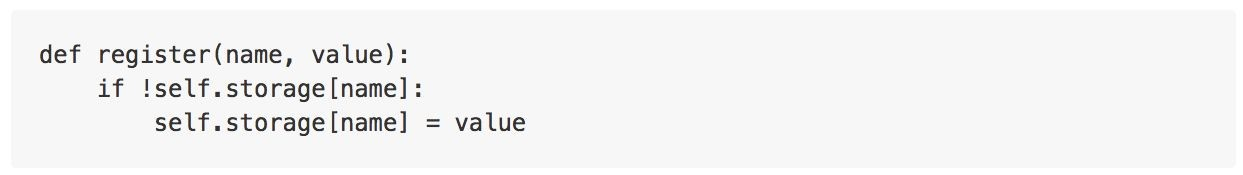 def register(name, value):
    if !self.storage[name]:
        self.storage[name] = value